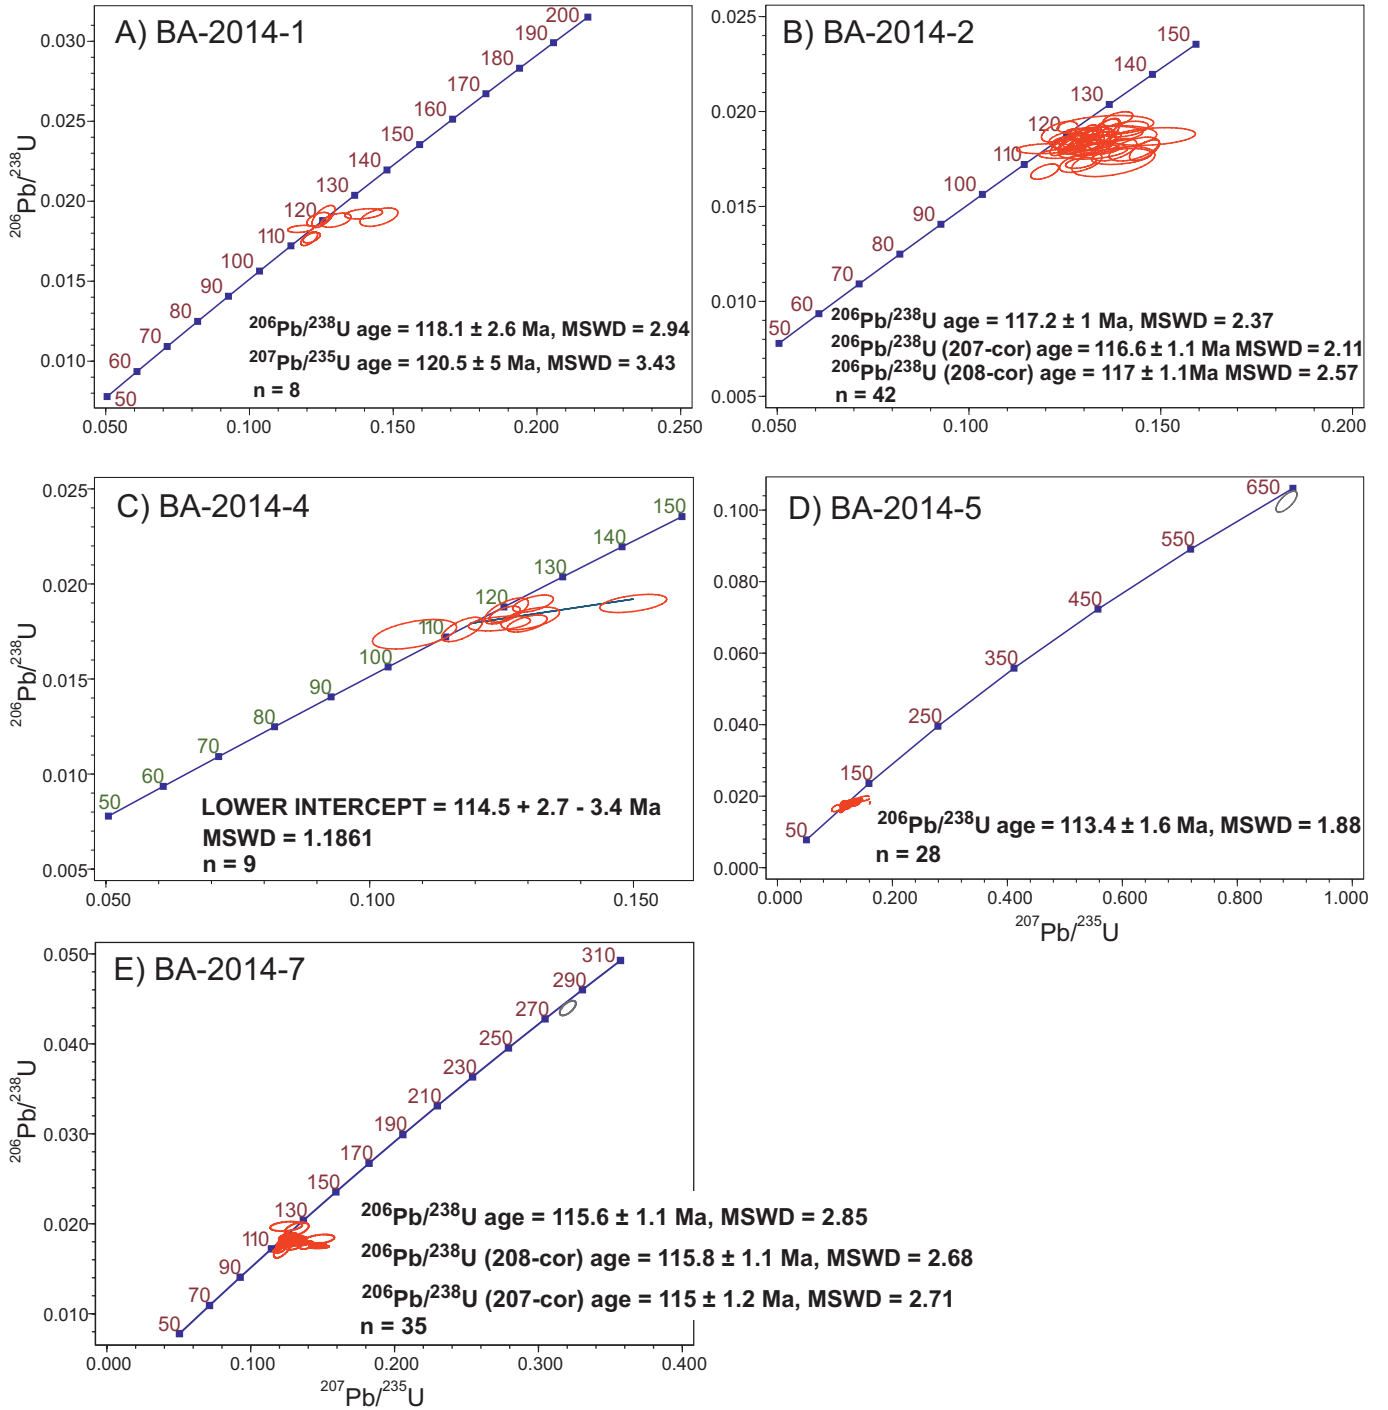 A) BA-2014-1
²⁰⁶Pb/²³⁸U
0.030
0.025
0.020
0.015
0.010
200
190
180
170
160
150
140
130
120
110
100
90
80
70
60
50
²⁰⁶Pb/²³⁸U age = 118.1 ± 2.6 Ma, MSWD = 2.94
²⁰⁷Pb/²³⁵U age = 120.5 ± 5 Ma, MSWD = 3.43
n = 8
0.050 0.100 0.150 0.200 0.250
B) BA-2014-2
0.025
0.020
0.015
0.010
0.005
150
140
130
120
110
100
90
80
70
60
50
²⁰⁶Pb/²³⁸U age = 117.2 ± 1 Ma, MSWD = 2.37
²⁰⁶Pb/²³⁸U (207-cor) age = 116.6 ± 1.1 Ma MSWD = 2.11
²⁰⁶Pb/²³⁸U (208-cor) age = 117 ± 1.1Ma MSWD = 2.57
n = 42
0.050 0.100 0.150 0.200
C) BA-2014-4
²⁰⁶Pb/²³⁸U
0.025
0.020
0.015
0.010
0.005
150
140
130
120
110
100
90
80
70
60
50
LOWER INTERCEPT = 114.5 + 2.7 - 3.4 Ma
MSWD = 1.1861
n = 9
0.050 0.100 0.150
D) BA-2014-5
0.100
0.080
0.060
0.040
0.020
0.000
650
550
450
350
250
150
50
²⁰⁶Pb/²³⁸U age = 113.4 ± 1.6 Ma, MSWD = 1.88
n = 28
0.000 0.200 0.400 0.600 0.800 1.000
²⁰⁷Pb/²³⁵U
E) BA-2014-7
²⁰⁶Pb/²³⁸U
0.050
0.040
0.030
0.020
0.010
310
290
270
250
230
210
190
170
150
130
110
90
70
50
²⁰⁶Pb/²³⁸U age = 115.6 ± 1.1 Ma, MSWD = 2.85
²⁰⁶Pb/²³⁸U (208-cor) age = 115.8 ± 1.1 Ma, MSWD = 2.68
²⁰⁶Pb/²³⁸U (207-cor) age = 115 ± 1.2 Ma, MSWD = 2.71
n = 35
0.000 0.100 0.200 0.300 0.400
²⁰⁷Pb/²³⁵U